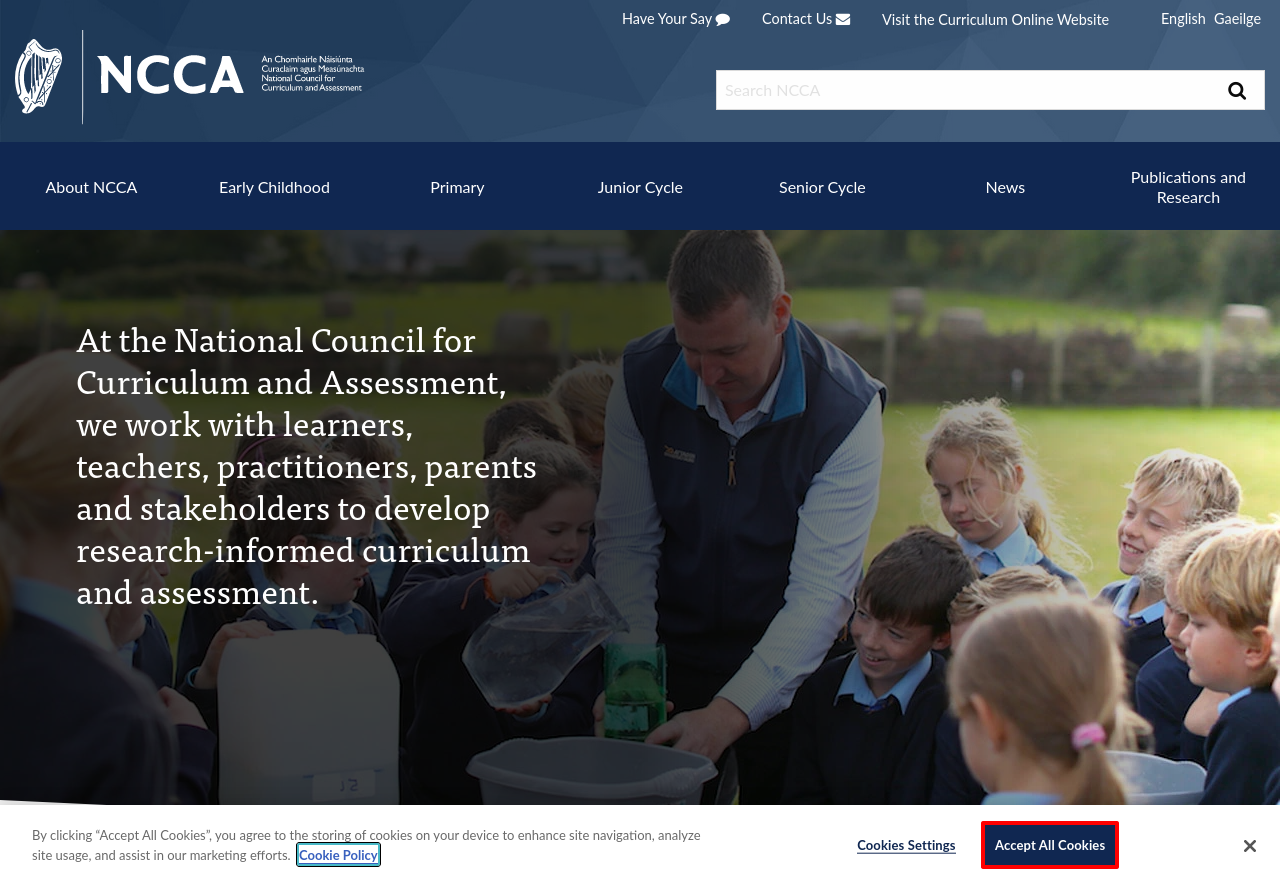 Have Your Say
Contact Us
Visit the Curriculum Online Website
English Gaeilge
NCCA
An Chomhairle Náisiúnta
Curaclaim agus Measúnachta
National Council for
Curriculum and Assessment
Search NCCA
About NCCA
Early Childhood
Primary
Junior Cycle
Senior Cycle
News
Publications and
Research
At the National Council for
Curriculum and Assessment,
we work with learners,
teachers, practitioners, parents
and stakeholders to develop
research-informed curriculum
and assessment.
By clicking “Accept All Cookies”, you agree to the storing of cookies on your device to enhance site navigation, analyze
site usage, and assist in our marketing efforts. Cookie Policy
Cookies Settings
Accept All Cookies